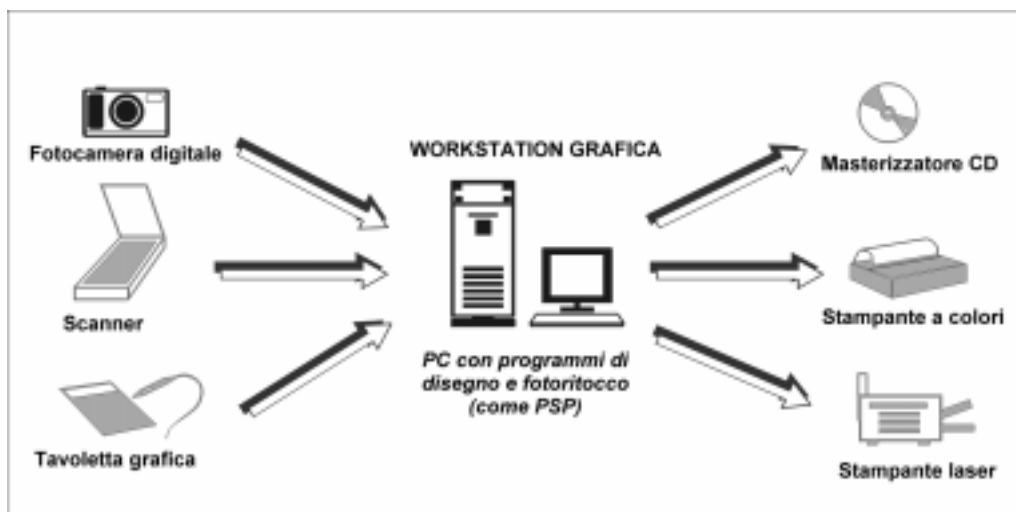 Fotocamera digitale
Scanner
Tavoletta grafica
WORKSTATION GRAFICA
PC con programmi di
disegno e fotoritocco
(come PSP)
Masterizzatore CD
Stampante a colori
Stampante laser